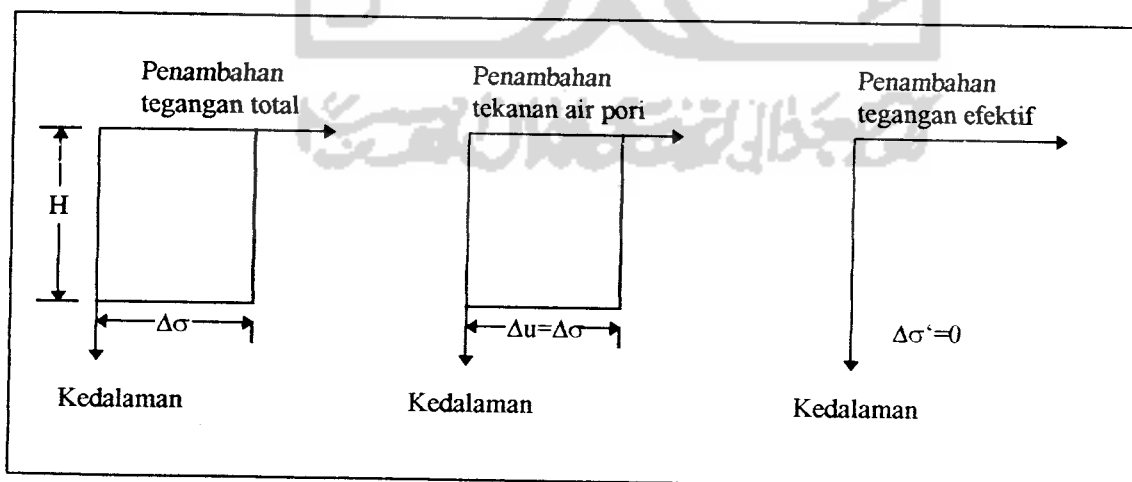 Penambahan
tegangan total
Penambahan
tekanan air pori
Penambahan
tegangan efektif
H
Δσ
Δu=Δσ
Δσ‘=0
Kedalaman
Kedalaman
Kedalaman